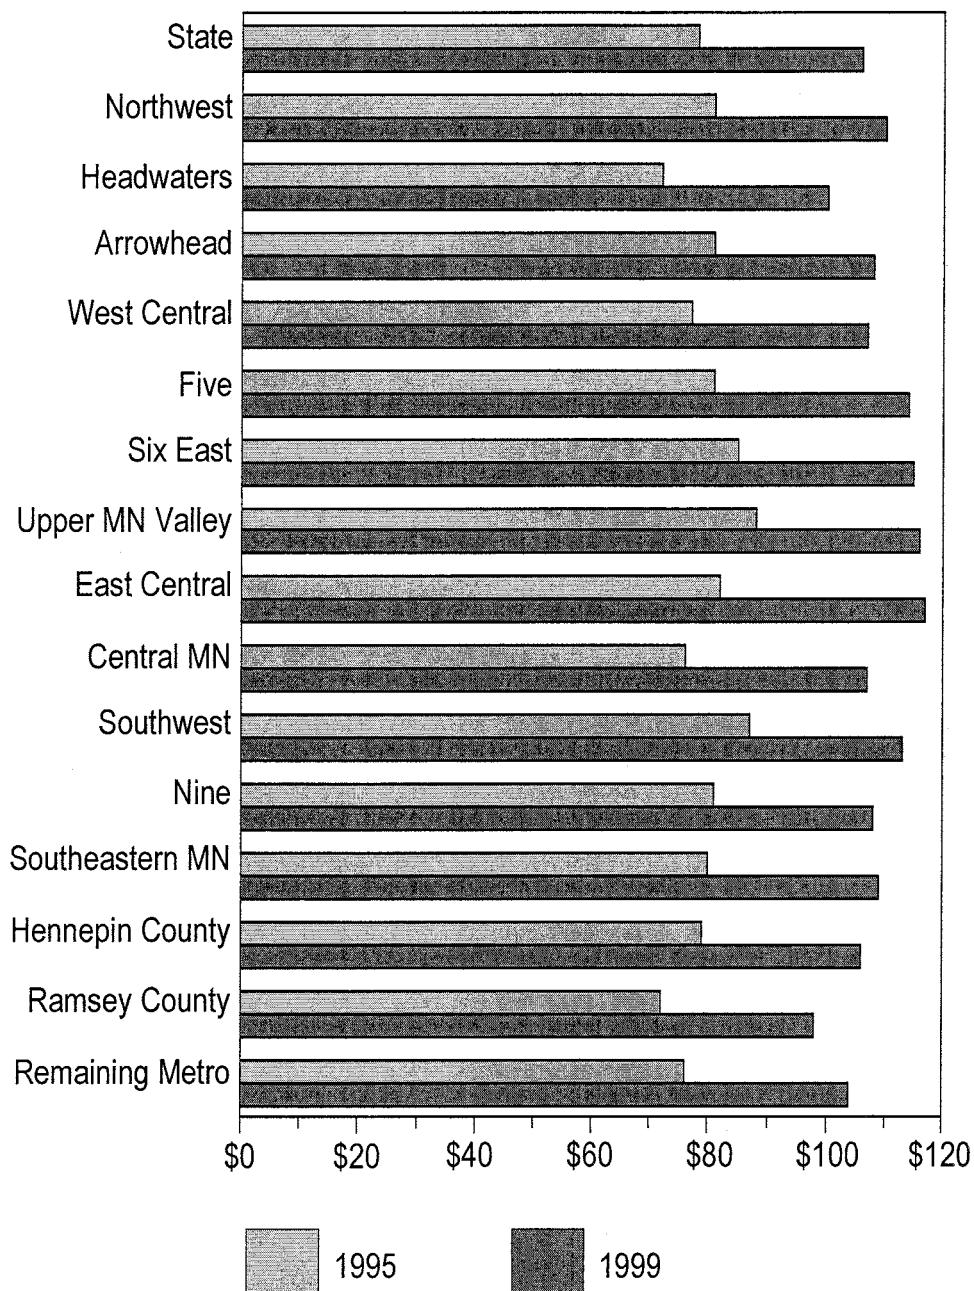 State
Northwest
Headwaters
Arrowhead
West Central
Five
Six East
Upper MN Valley
East Central
Central MN
Southwest
Nine
Southeastern MN
Hennepin County
Ramsey County
Remaining Metro
$0 $20 $40 $60 $80 $100 $120
1995 1999